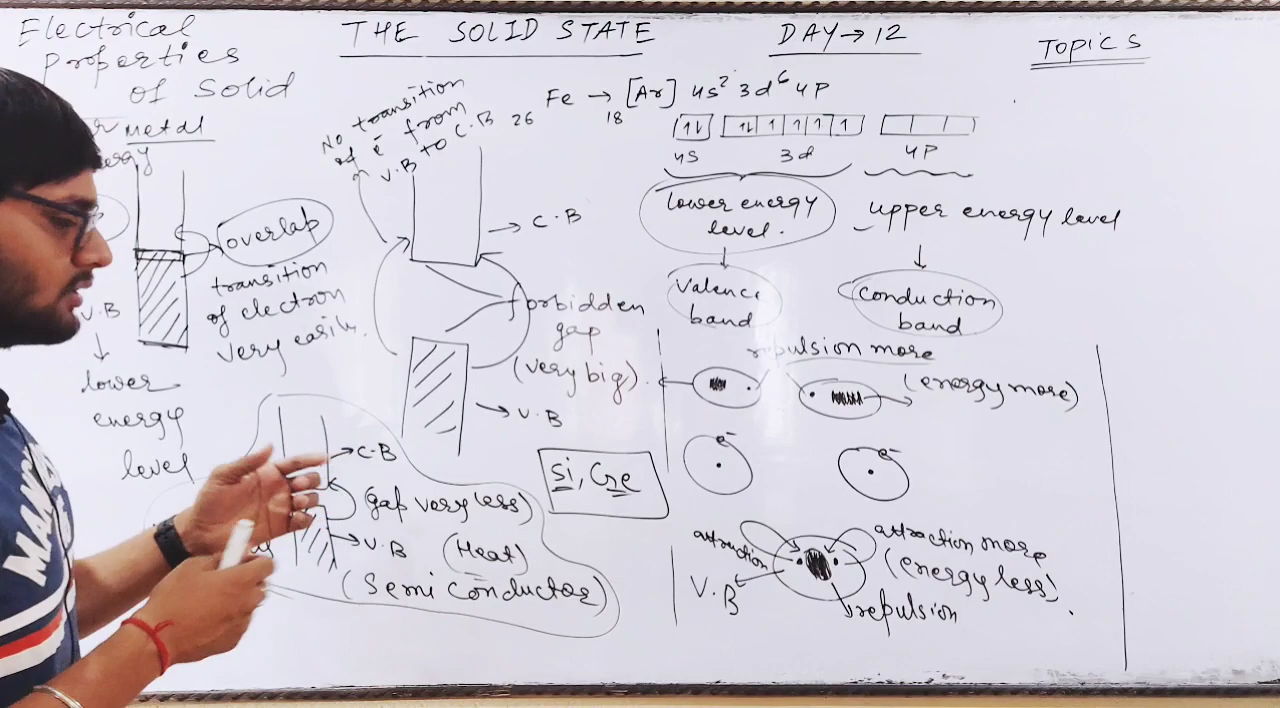 Electrical
Properties
of Solid
THE SOLID STATE
DAY→12
TOPICS
metal
overlap
transition
of electron
very easily.
V.B
↓
lower
energy
level
No transition
of e⁻ from
V.B to C.B
→ C.B
forbidden
gap
(very big).
→ V.B
→ C-B
(gap very less)
→ V.B (Heat)
(Semi Conductor)
Si, Ge
26 Fe → 18 [Ar] 4s² 3d⁶ 4P
4S 3d 4P
lower energy
level.
upper energy level
↓
↓
Valence
band
Conduction
band
repulsion more
(energy more)
e⁻
e⁻
attraction
attraction more
(energy less).
V.B
repulsion
MAN